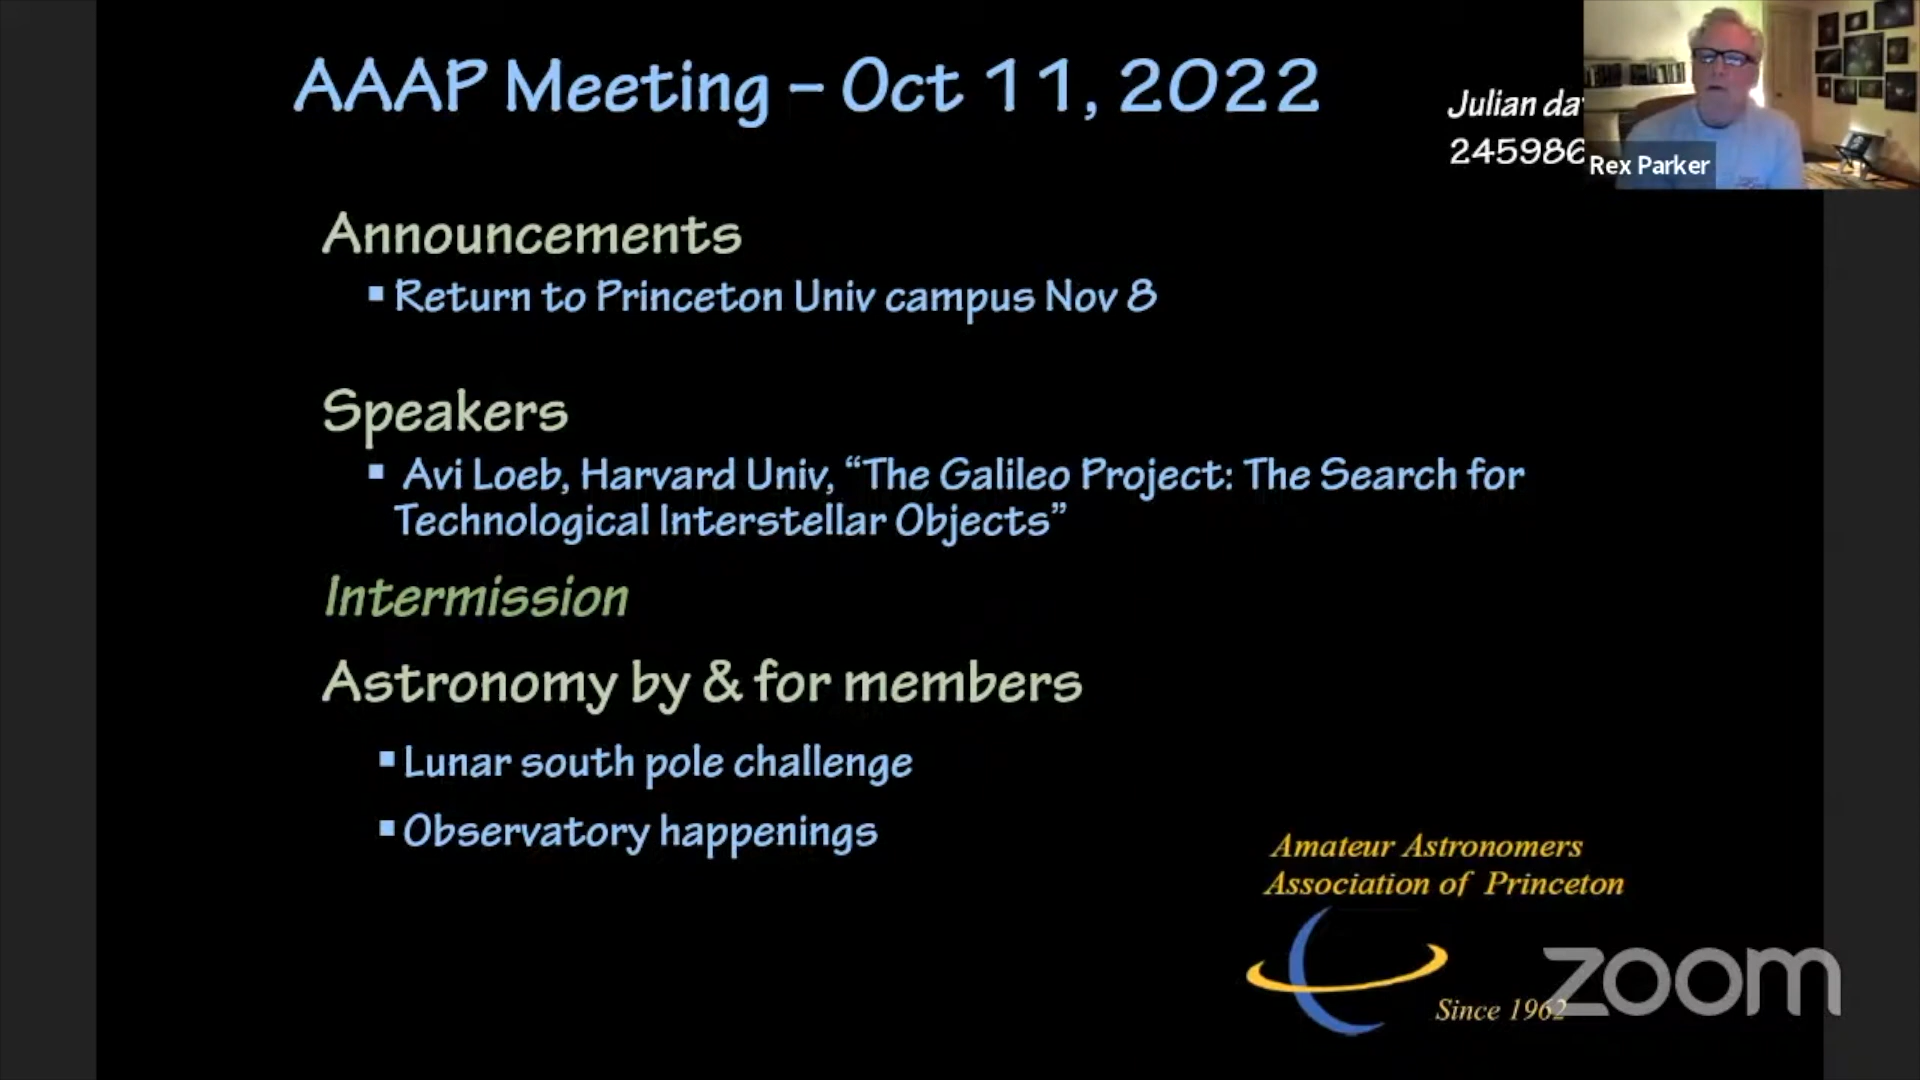 AAAP Meeting – Oct 11, 2022
Julian da
245986
Rex Parker
Announcements
▪ Return to Princeton Univ campus Nov 8
Speakers
▪ Avi Loeb, Harvard Univ, “The Galileo Project: The Search for
Technological Interstellar Objects”
Intermission
Astronomy by & for members
▪ Lunar south pole challenge
▪ Observatory happenings
Amateur Astronomers
Association of Princeton
Since 1962
zoom